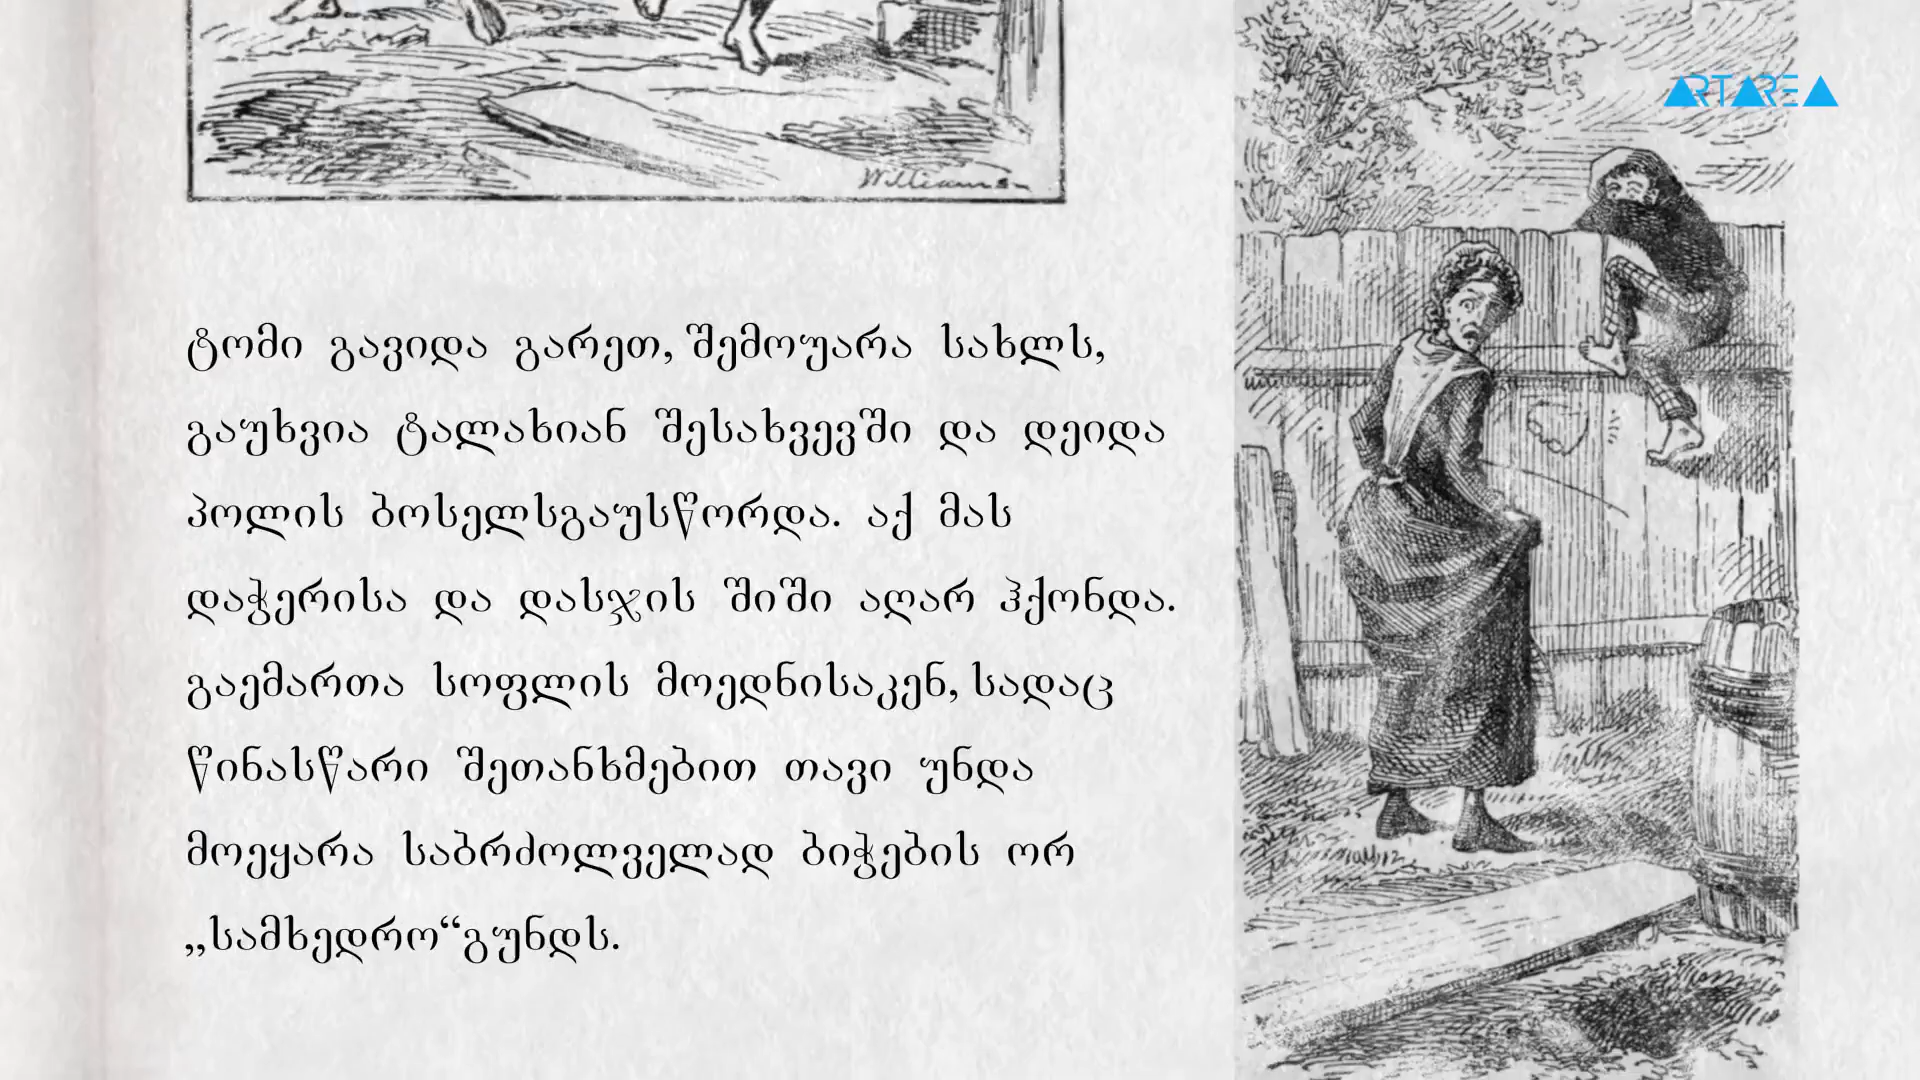 ARTAREA
Williams
ტომი გავიდა გარეთ, შემოუარა სახლს,
გაუხვია ტალახიან შესახვევში და დეიდა
პოლის ბოსელსგაუსწორდა. აქ მას
დაჭერისა და დასჯის შიში აღარ ჰქონდა.
გაემართა სოფლის მოედნისაკენ, სადაც
წინასწარი შეთანხმებით თავი უნდა
მოეყარა საბრძოლველად ბიჭების ორ
„სამხედრო“გუნდს.